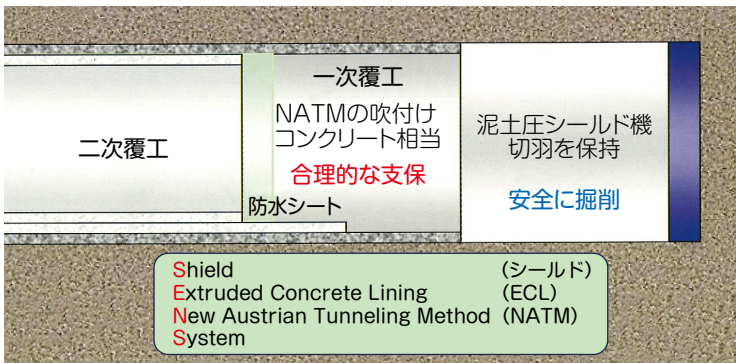 一次覆工
NATMの吹付け
コンクリート相当
合理的な支保
二次覆工
防水シート
泥土圧シールド機
切羽を保持
安全に掘削
Shield (シールド)
Extruded Concrete Lining (ECL)
New Austrian Tunneling Method (NATM)
System